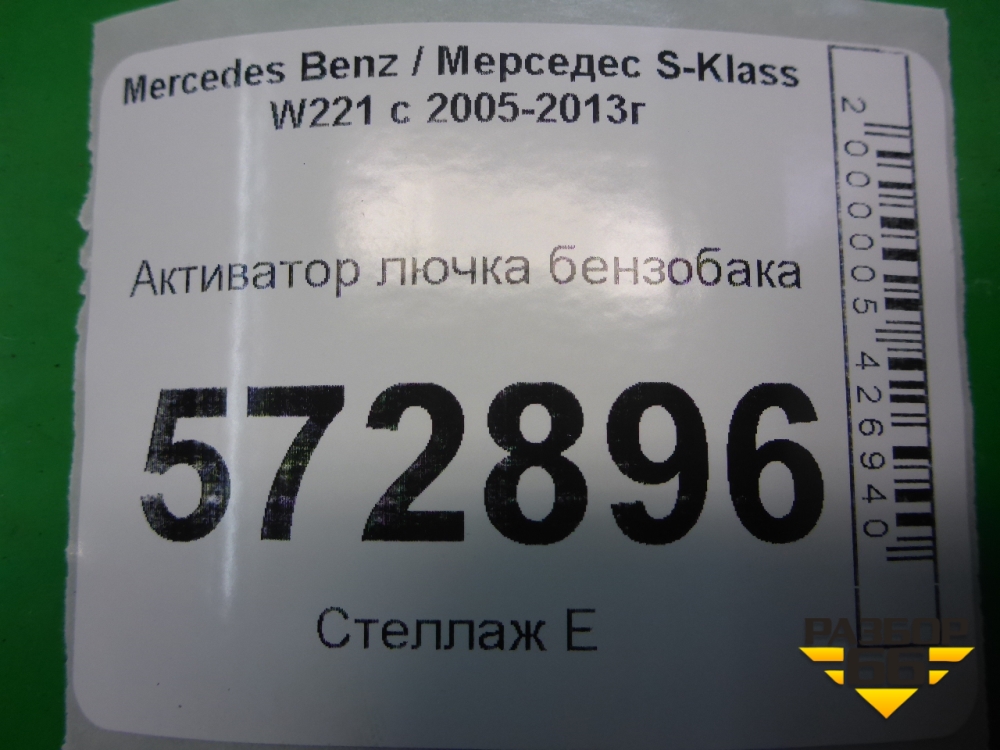 Mercedes Benz / Мерседес S-Klass
W221 с 2005-2013г
Активатор лючка бензобака
572896
Стеллаж Е
2000005426940
РАЗБОР
66